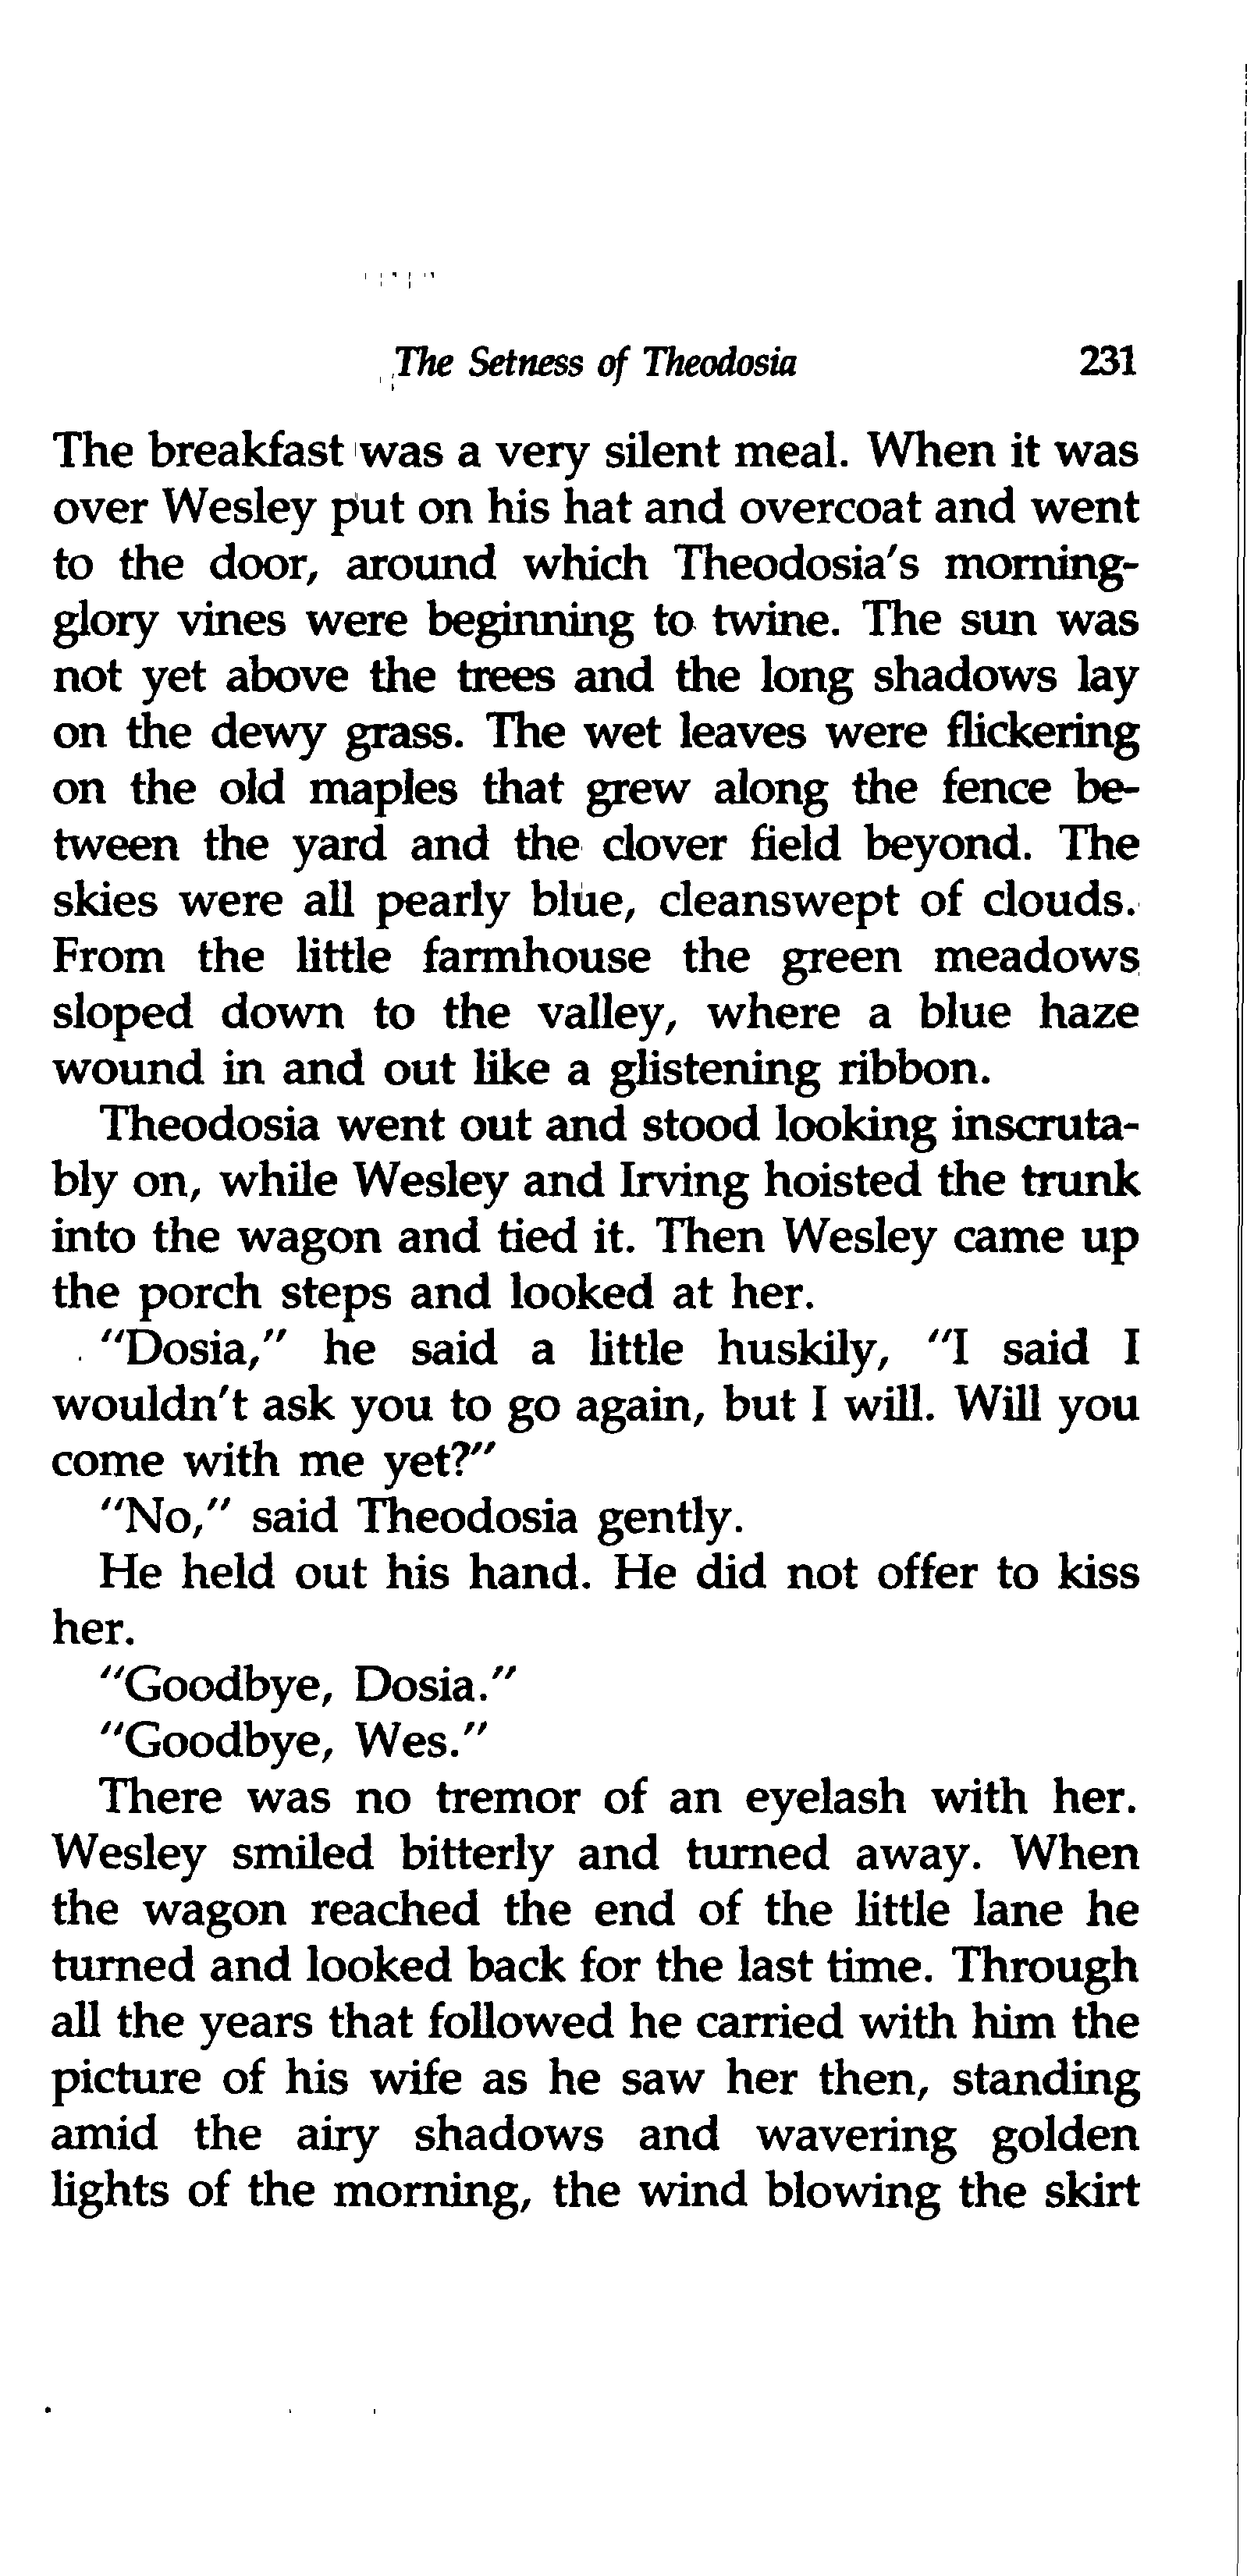 The Setness of Theodosia 231
The breakfast was a very silent meal. When it was
over Wesley put on his hat and overcoat and went
to the door, around which Theodosia's morning-
glory vines were beginning to twine. The sun was
not yet above the trees and the long shadows lay
on the dewy grass. The wet leaves were flickering
on the old maples that grew along the fence be-
tween the yard and the clover field beyond. The
skies were all pearly blue, cleanswept of clouds.
From the little farmhouse the green meadows
sloped down to the valley, where a blue haze
wound in and out like a glistening ribbon.
Theodosia went out and stood looking inscruta-
bly on, while Wesley and Irving hoisted the trunk
into the wagon and tied it. Then Wesley came up
the porch steps and looked at her.
"Dosia," he said a little huskily, "I said I
wouldn't ask you to go again, but I will. Will you
come with me yet?"
"No," said Theodosia gently.
He held out his hand. He did not offer to kiss
her.
"Goodbye, Dosia."
"Goodbye, Wes."
There was no tremor of an eyelash with her.
Wesley smiled bitterly and turned away. When
the wagon reached the end of the little lane he
turned and looked back for the last time. Through
all the years that followed he carried with him the
picture of his wife as he saw her then, standing
amid the airy shadows and wavering golden
lights of the morning, the wind blowing the skirt